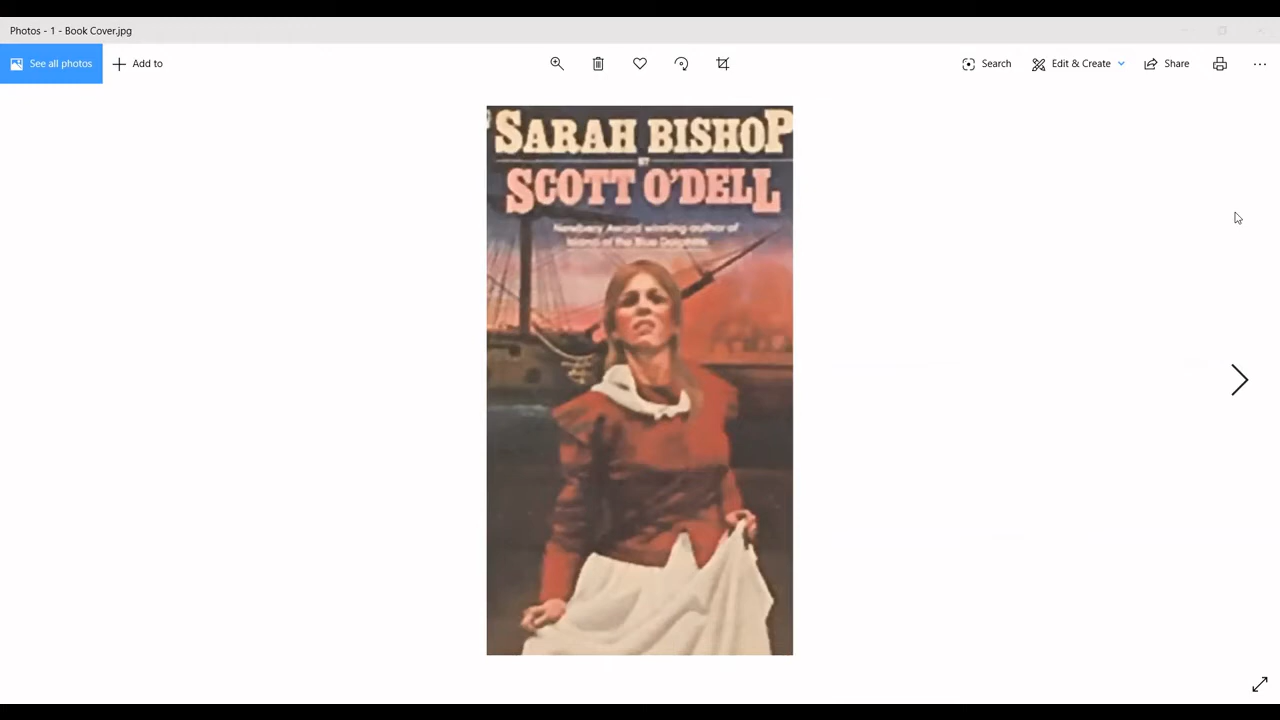 Photos - 1 - Book Cover.jpg
See all photos
Add to
Search
Edit & Create
Share
SARAH BISHOP
BY
SCOTT O'DELL
Newbery Award winning author of
Island of the Blue Dolphins